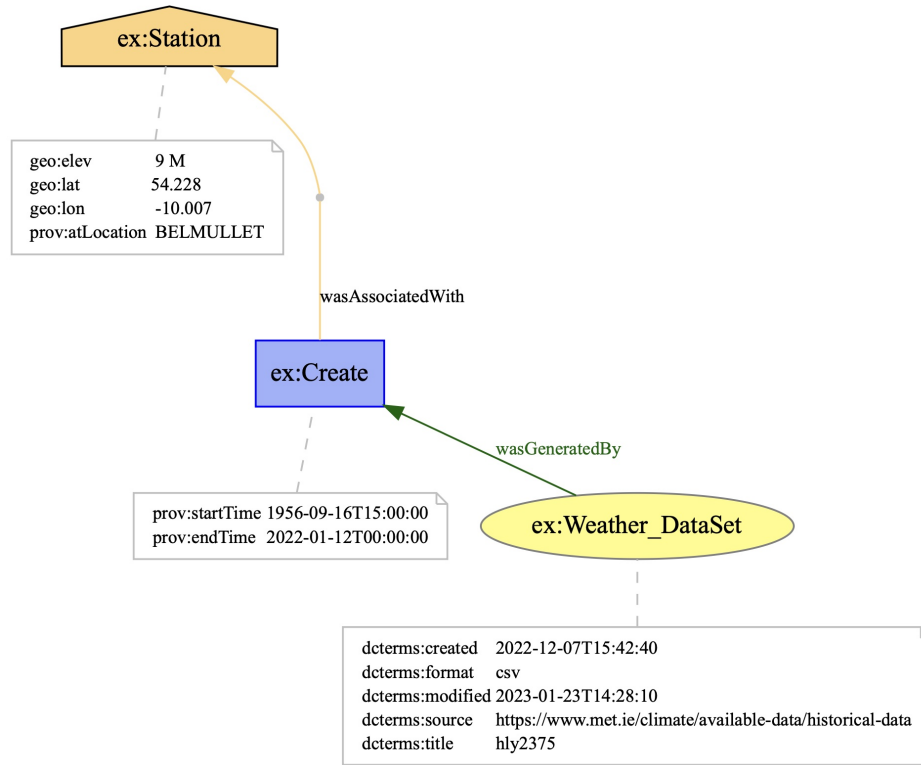 ex:Station
geo:elev 9 M
geo:lat 54.228
geo:lon -10.007
prov:atLocation BELMULLET
wasAssociatedWith
ex:Create
wasGeneratedBy
prov:startTime 1956-09-16T15:00:00
prov:endTime 2022-01-12T00:00:00
ex:Weather_DataSet
dcterms:created 2022-12-07T15:42:40
dcterms:format csv
dcterms:modified 2023-01-23T14:28:10
dcterms:source https://www.met.ie/climate/available-data/historical-data
dcterms:title hly2375